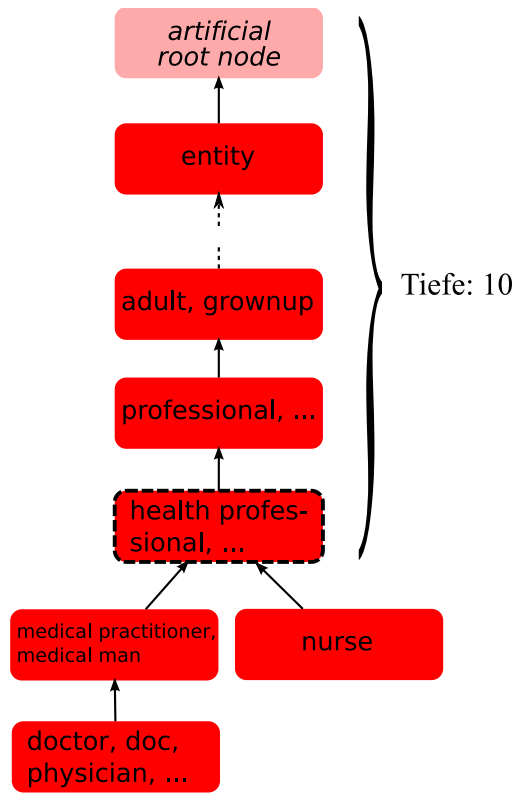 artificial
root node
entity
adult, grownup
Tiefe: 10
professional, ...
health profes-
sional, ...
medical practitioner,
medical man
nurse
doctor, doc,
physician, ...